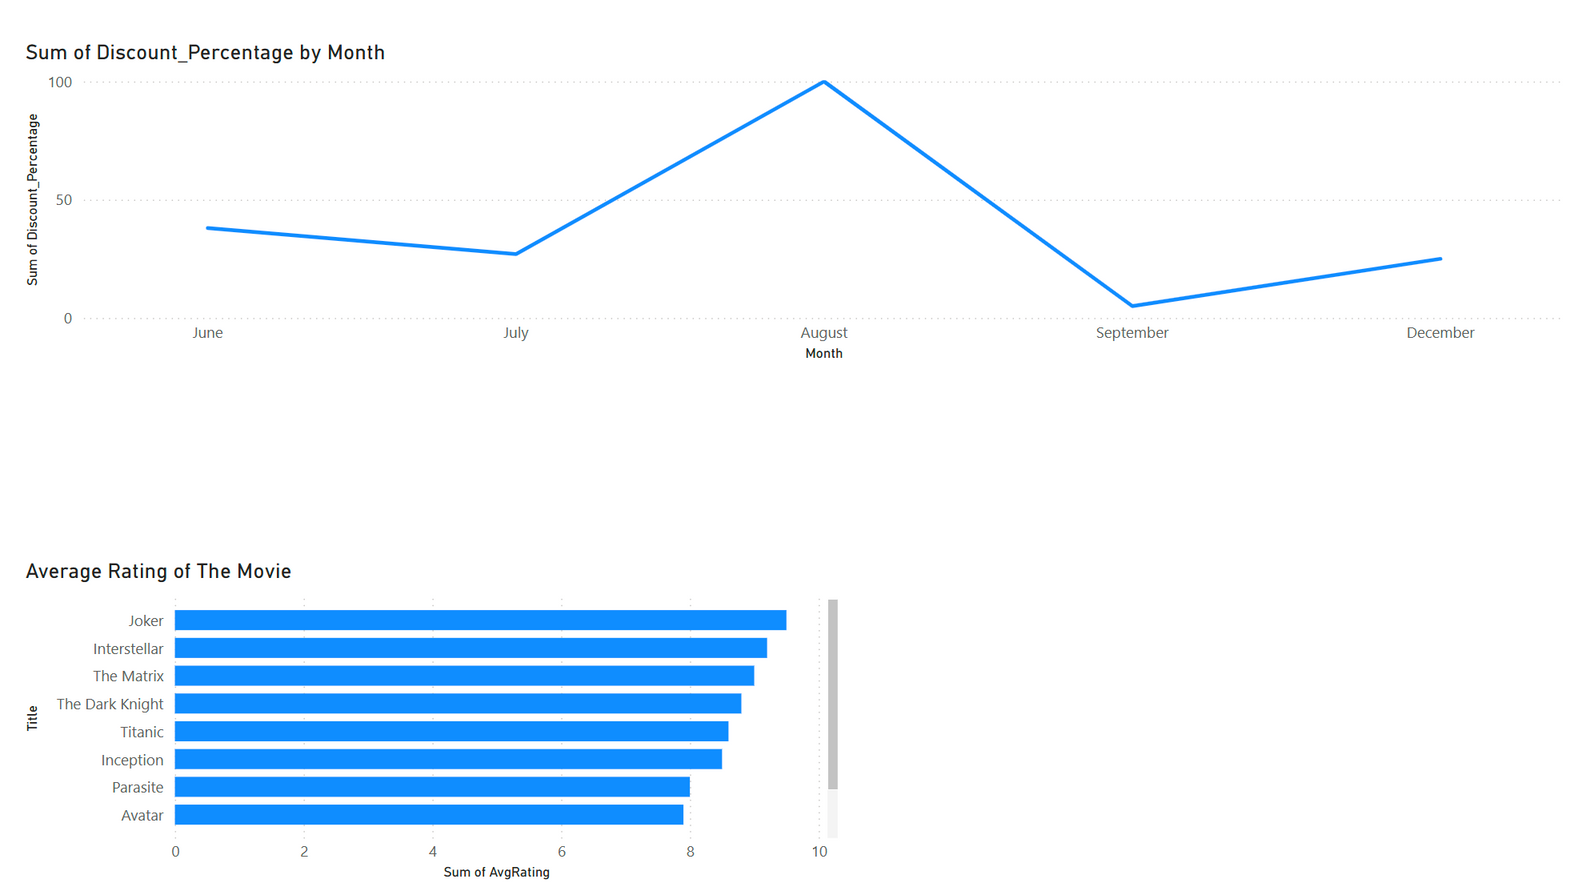 Sum of Discount_Percentage by Month
Sum of Discount_Percentage
100
50
0
June July August September December
Month
Average Rating of The Movie
Title
Joker
Interstellar
The Matrix
The Dark Knight
Titanic
Inception
Parasite
Avatar
0 2 4 6 8 10
Sum of AvgRating